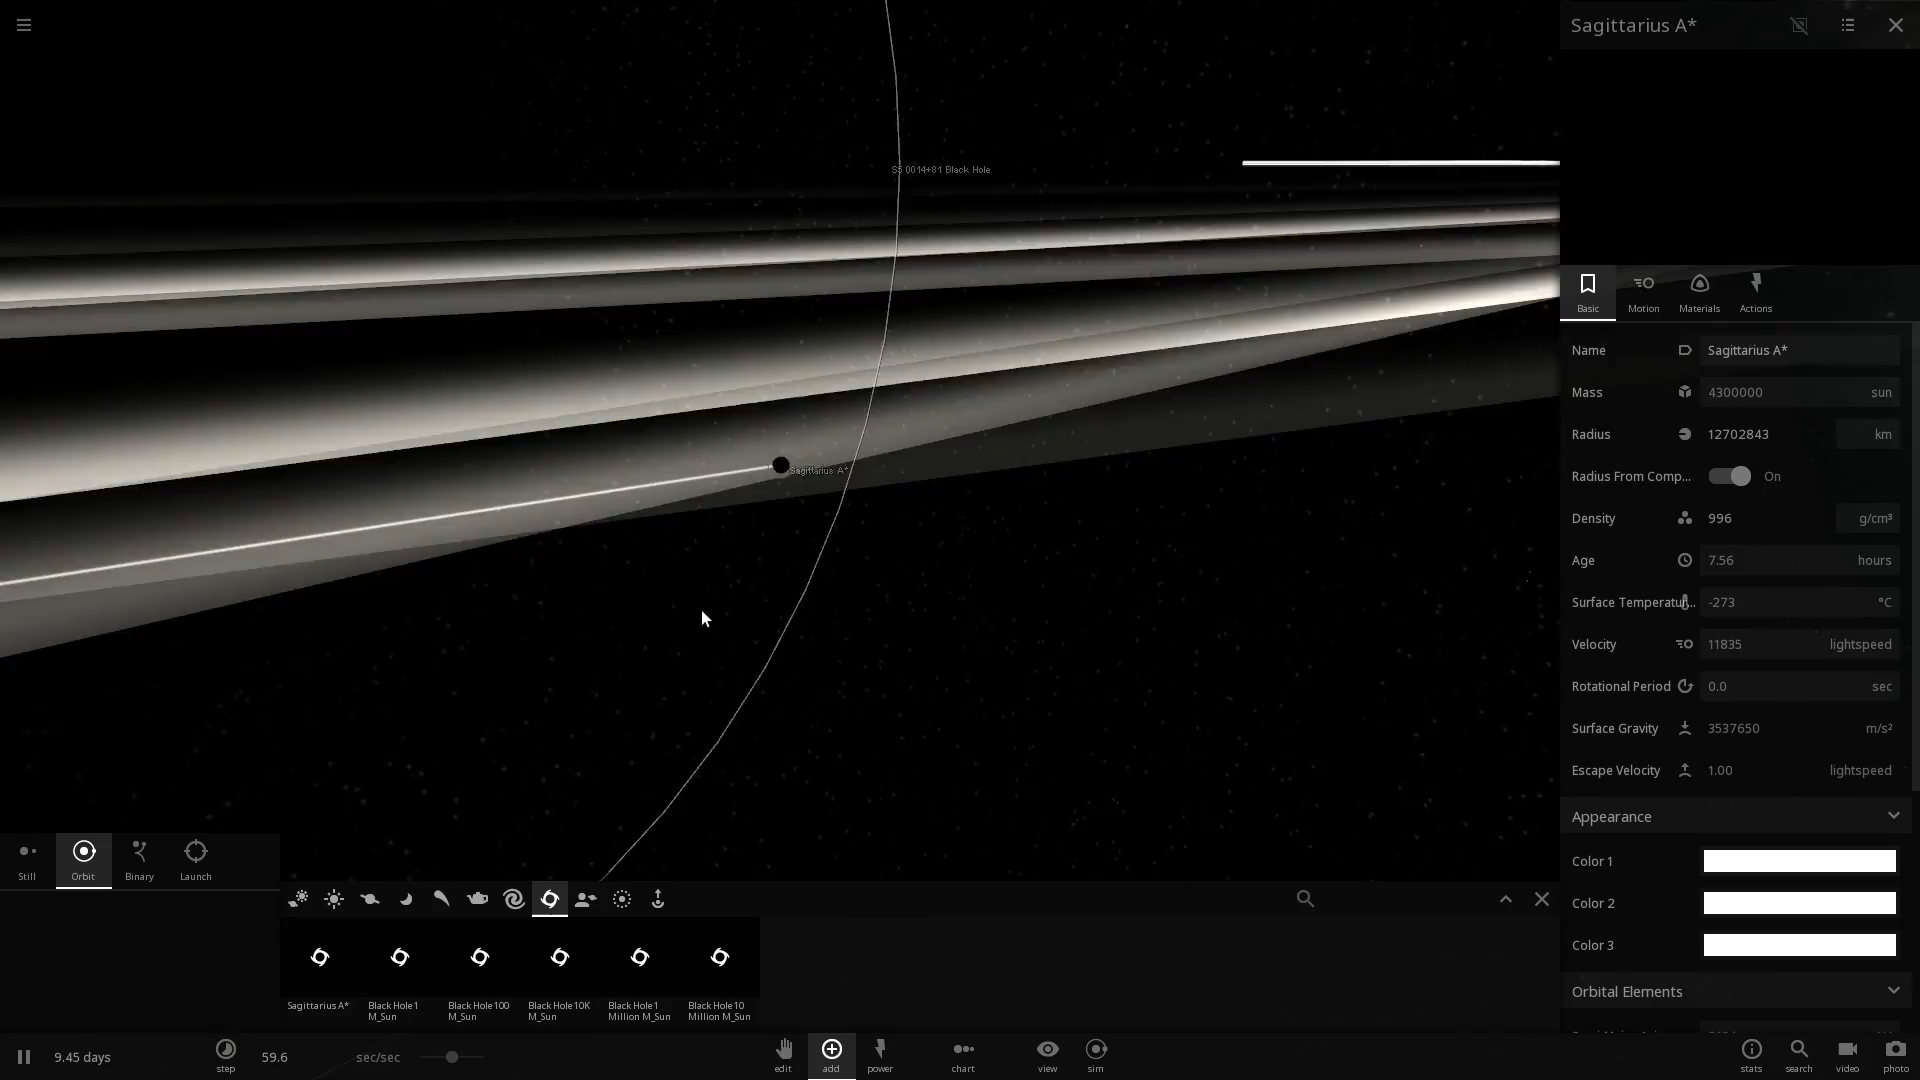 Sagittarius A*
S5 0014+81 Black Hole
Sagittarius A*
Basic
Motion
Materials
Actions
Name Sagittarius A*
Mass 4300000 sun
Radius 12702843 km
Radius From Comp... On
Density 996 g/cm³
Age 7.56 hours
Surface Temperatur... -273 °C
Velocity 11835 lightspeed
Rotational Period 0.0 sec
Surface Gravity 3537650 m/s²
Escape Velocity 1.00 lightspeed
Appearance
Color 1
Color 2
Color 3
Orbital Elements
Still
Orbit
Binary
Launch
Sagittarius A*
Black Hole 1
M_Sun
Black Hole 100
M_Sun
Black Hole 10K
M_Sun
Black Hole 1
Million M_Sun
Black Hole 10
Million M_Sun
9.45 days
step
59.6 sec/sec
edit
add
power
chart
view
sim
stats
search
video
photo